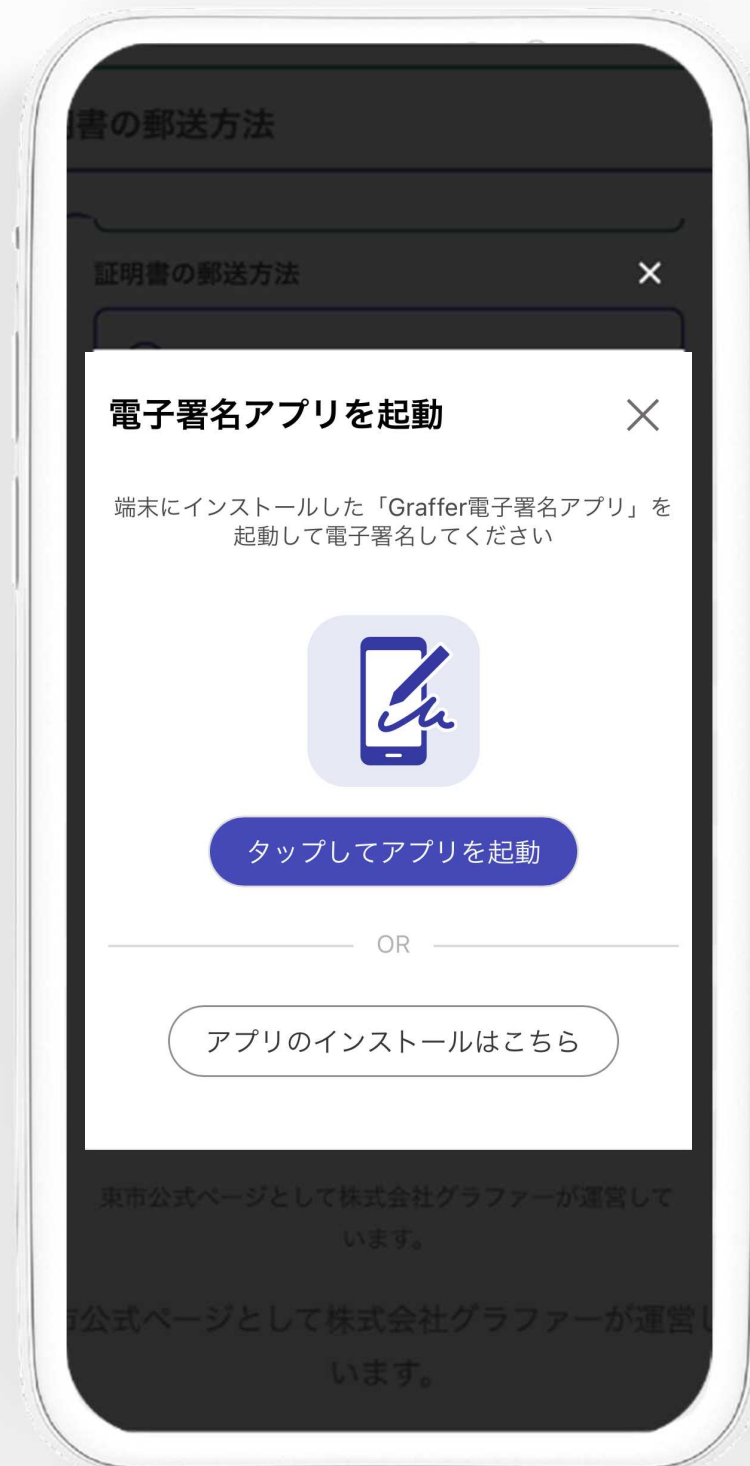 書の郵送方法
証明書の郵送方法
電子署名アプリを起動
端末にインストールした「Graffer電子署名アプリ」を
起動して電子署名してください
タップしてアプリを起動
OR
アプリのインストールはこちら
東市公式ページとして株式会社グラファーが運営して
います。
市公式ページとして株式会社グラファーが運営し
います。